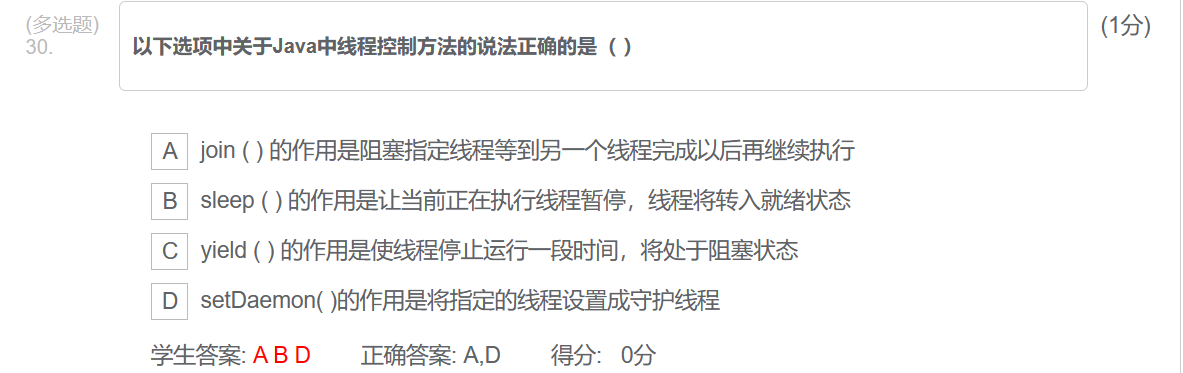 (多选题)
30.
以下选项中关于Java中线程控制方法的说法正确的是（ ）
(1分)
A join ( ) 的作用是阻塞指定线程等到另一个线程完成以后再继续执行
B sleep ( ) 的作用是让当前正在执行线程暂停，线程将转入就绪状态
C yield ( ) 的作用是使线程停止运行一段时间，将处于阻塞状态
D setDaemon( )的作用是将指定的线程设置成守护线程
学生答案: A B D 正确答案: A,D 得分: 0分